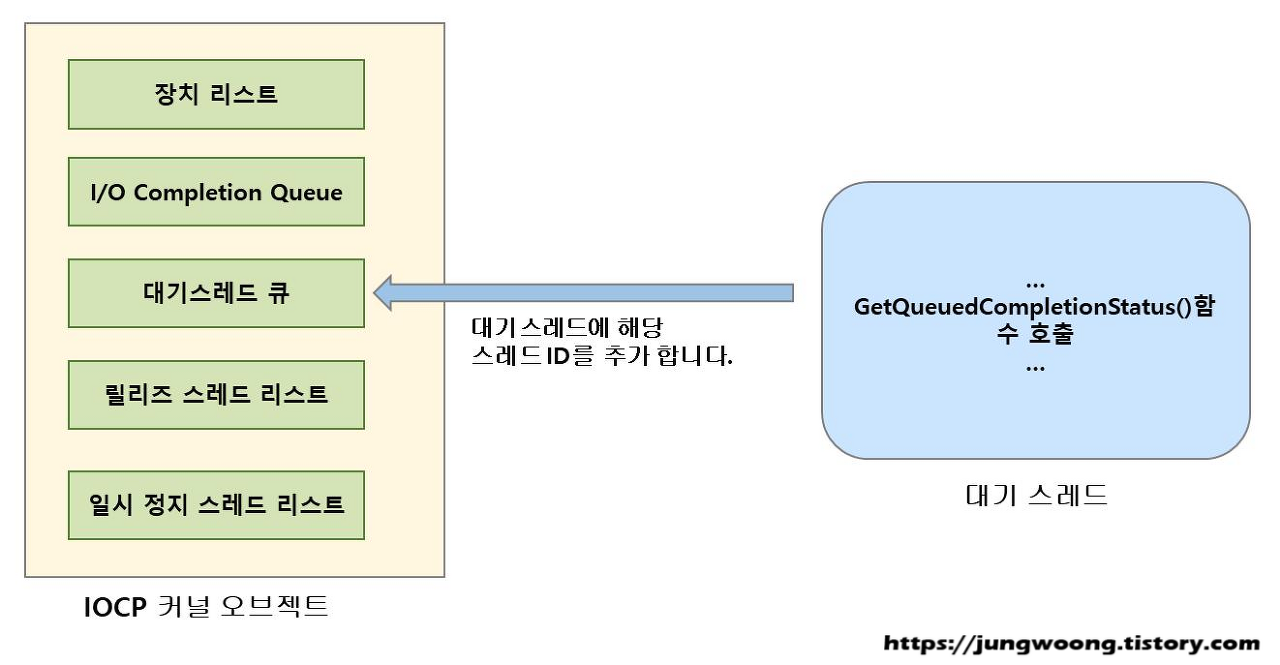 장치 리스트
I/O Completion Queue
대기스레드 큐
릴리즈 스레드 리스트
일시 정지 스레드 리스트
IOCP 커널 오브젝트
대기스레드에 해당
스레드ID를 추가 합니다.
...
GetQueuedCompletionStatus()함
수 호출
...
대기 스레드
https://jungwoong.tistory.com